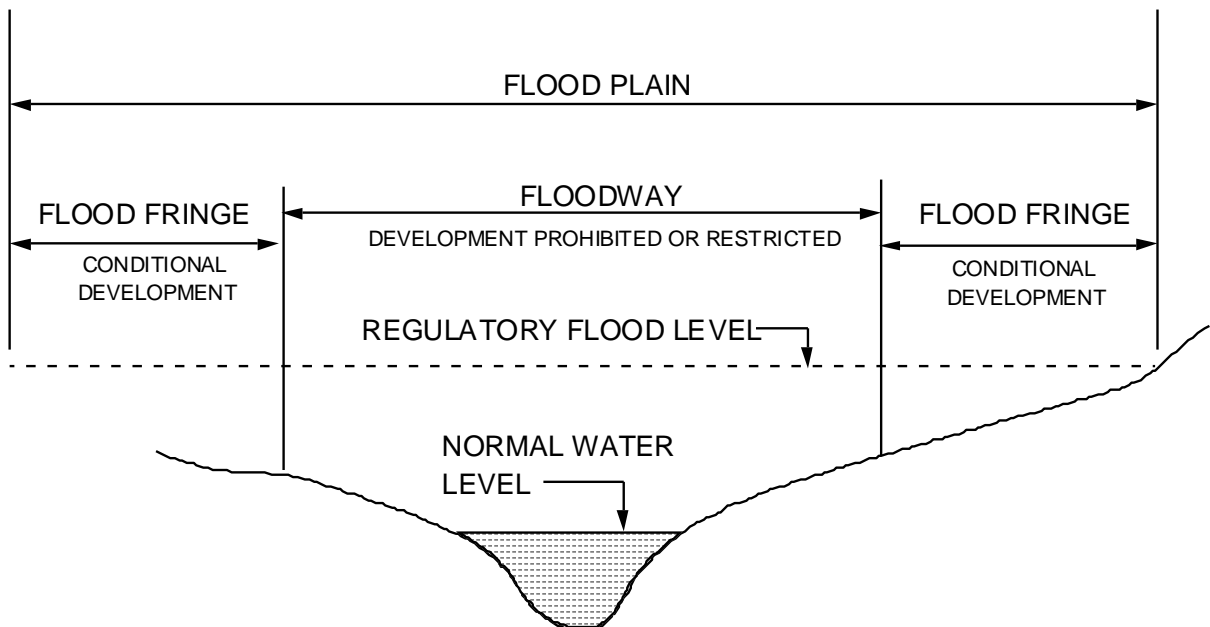 FLOOD PLAIN
FLOODWAY
FLOOD FRINGE
FLOOD FRINGE
DEVELOPMENT PROHIBITED OR RESTRICTED
CONDITIONAL
DEVELOPMENT
CONDITIONAL
DEVELOPMENT
REGULATORY FLOOD LEVEL
NORMAL WATER
LEVEL